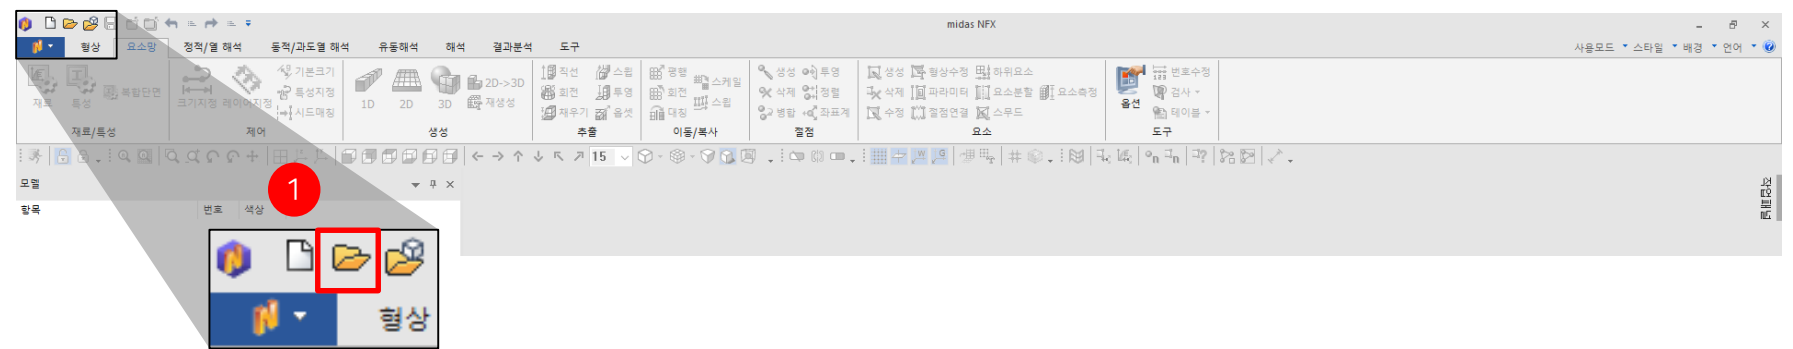 midas NFX
형상 요소망 정적/열 해석 동적/과도열 해석 유동해석 해석 결과분석 도구
사용모드 스타일 배경 언어
재료 특성 복합단면
크기지정 레이어지정 기본크기
특성지정
시드매칭
1D 2D 3D 2D->3D
재생성
직선 스윕
회전 투영
채우기 옵셋
평행
회전 스케일
대칭 스윕
생성 투영
삭제 정렬
병합 좌표계
생성 형상수정 하위요소
삭제 파라미터 요소분할 요소측정
수정 절점연결 스무드
옵션 번호수정
검사
테이블
재료/특성 제어 생성 추출 이동/복사 절점 요소 도구
15
모델
항목 번호 색상
작업패널
1
형상